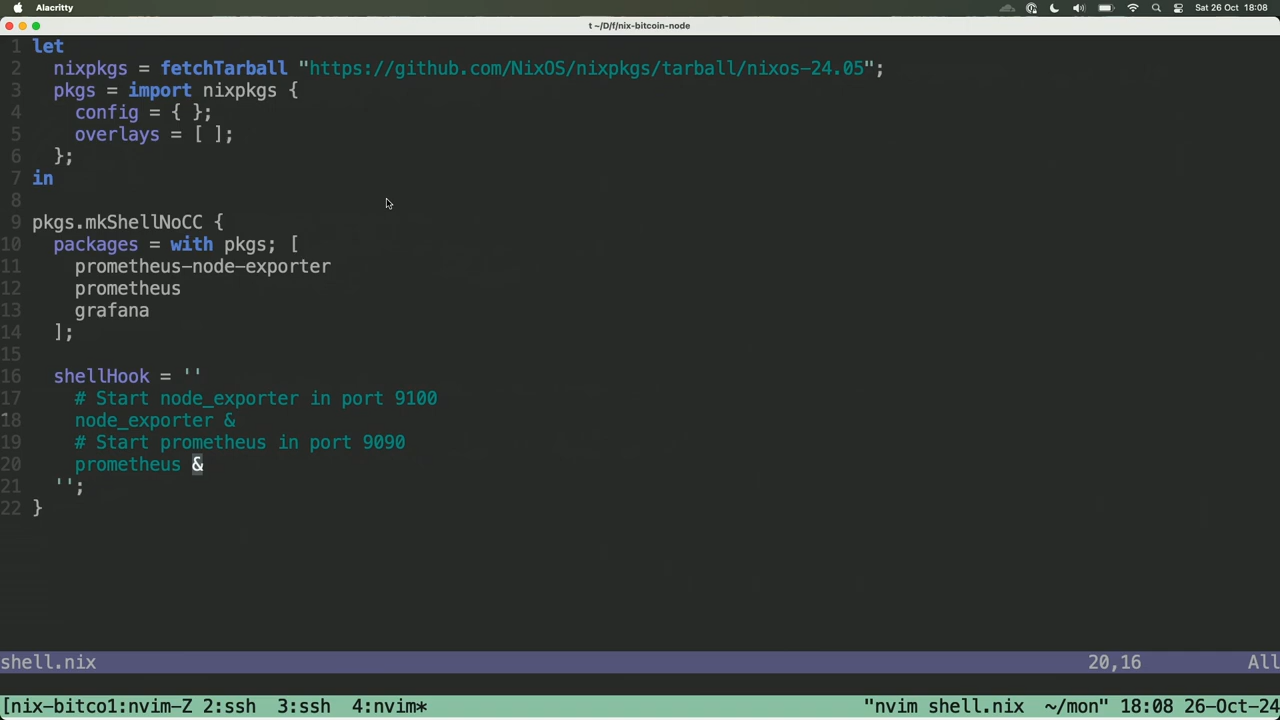 Alacritty
Sat 26 Oct 18:08
t ~/D/f/nix-bitcoin-node
1 let
2   nixpkgs = fetchTarball "https://github.com/NixOS/nixpkgs/tarball/nixos-24.05";
3   pkgs = import nixpkgs {
4     config = { };
5     overlays = [ ];
6   };
7 in
8
9 pkgs.mkShellNoCC {
10   packages = with pkgs; [
11     prometheus-node-exporter
12     prometheus
13     grafana
14   ];
15
16   shellHook = ''
17     # Start node_exporter in port 9100
18     node_exporter &
19     # Start prometheus in port 9090
20     prometheus &
21   '';
22 }
shell.nix 20,16 All
[nix-bitco1:nvim-Z 2:ssh  3:ssh  4:nvim* "nvim shell.nix  ~/mon" 18:08 26-Oct-24